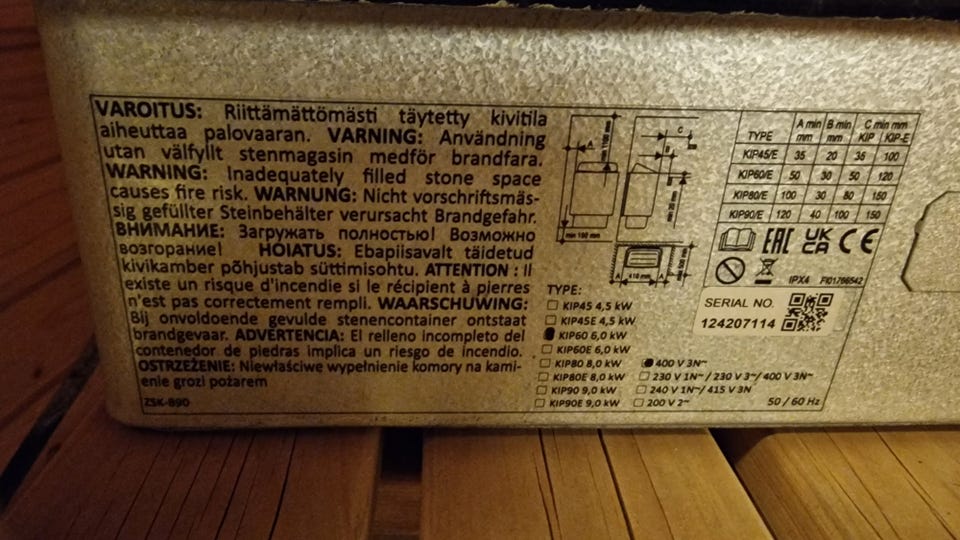 VAROITUS: Riittämättömästi täytetty kivitila
aiheuttaa palovaaran. VARNING: Användning
utan välfyllt stenmagasin medför brandfara.
WARNING: Inadequately filled stone space
causes fire risk. WARNUNG: Nicht vorschriftsmäs-
sig gefüllter Steinbehälter verursacht Brandgefahr.
ВНИМАНИЕ: Загружать полностью! Возможно
возгорание! HOIATUS: Ebapiisavalt täidetud
kivikamber põhjustab süttimisohtu. ATTENTION : Il
existe un risque d'incendie si le récipient à pierres
n'est pas correctement rempli. WAARSCHUWING:
Bij onvoldoende gevulde stenencontainer ontstaat
brandgevaar. ADVERTENCIA: El relleno incompleto del
contenedor de piedras implica un riesgo de incendio.
OSTRZEŻENIE: Niewłaściwe wypełnienie komory na kami-
enie grozi pożarem
ZSK-890
A
C
B
A
min 190 mm
A 410 mm A
TYPE:
KIP45 4,5 kW
KIP45E 4,5 kW
KIP60 6,0 kW
KIP60E 6,0 kW
KIP80 8,0 kW 400 V 3N~
KIP80E 8,0 kW 230 V 1N~ / 230 V 3~/ 400 V 3N~
KIP90 9,0 kW 240 V 1N~/ 415 V 3N
KIP90E 9,0 kW 200 V 2~ 50 / 60 Hz
TYPE A min mm B min mm C min mm KIP KIP-E
KIP45/E 35 20 35 100
KIP60/E 50 30 50 120
KIP80/E 100 30 80 150
KIP90/E 120 40 100 150
EAC UKCA CE
IPX4 FI01766542
SERIAL NO.
124207114